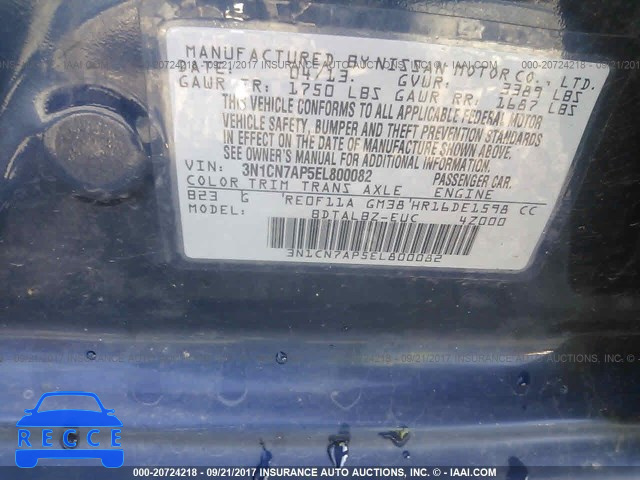 MANUFACTURED BY NISSAN MOTOR CO., LTD.
DATE: 04/13. GVWR: 3389 LBS
GAWR FR: 1750 LBS GAWR RR: 1687 LBS
THIS VEHICLE CONFORMS TO ALL APPLICABLE FEDERAL MOTOR
VEHICLE SAFETY, BUMPER AND THEFT PREVENTION STANDARDS
IN EFFECT ON THE DATE OF MANUFACTURE SHOWN ABOVE.
SEE OWNER'S MANUAL FOR ADDITIONAL INFORMATION.
VIN: 3N1CN7AP5EL800082 PASSENGER CAR.
COLOR TRIM TRANS AXLE ENGINE
B23 G 'RE0F11A GM38'HR16DE1598 CC
MODEL: BDTALBZ-EUC 4Z000
3N1CN7AP5EL800082
000-20724218 - 09/21/2017 INSURANCE AUTO AUCTIONS, INC. - IAAI.COM